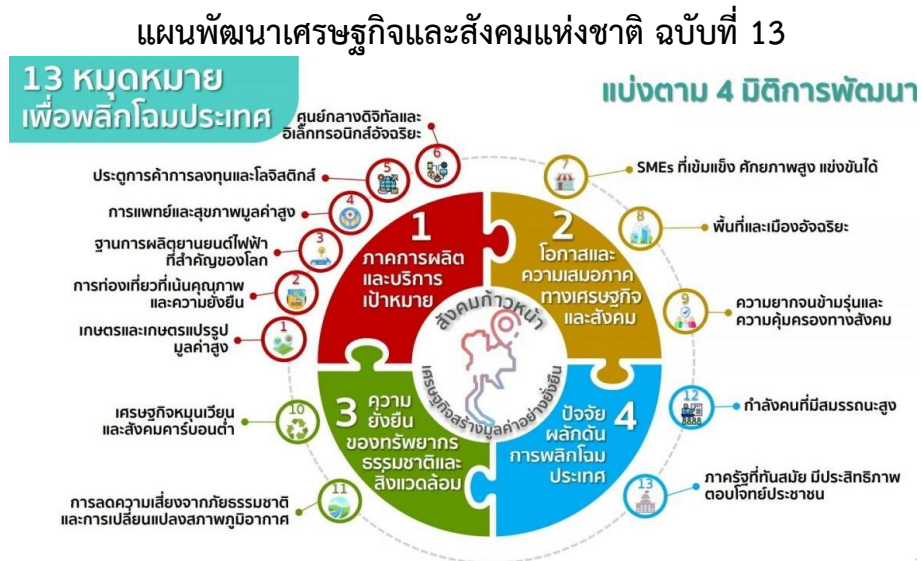 แผนพัฒนาเศรษฐกิจและสังคมแห่งชาติ ฉบับที่ 13
13 หมุดหมาย
เพื่อพลิกโฉมประเทศ
แบ่งตาม 4 มิติการพัฒนา
1
ภาคการผลิต
และบริการ
เป้าหมาย
6
ศูนย์กลางดิจิทัลและ
อิเล็กทรอนิกส์อัจฉริยะ
5
ประตูการค้าการลงทุนและโลจิสติกส์
4
การแพทย์และสุขภาพมูลค่าสูง
3
ฐานการผลิตยานยนต์ไฟฟ้า
ที่สำคัญของโลก
2
การท่องเที่ยวที่เน้นคุณภาพ
และความยั่งยืน
1
เกษตรและเกษตรแปรรูป
มูลค่าสูง
2
โอกาสและ
ความเสมอภาค
ทางเศรษฐกิจ
และสังคม
7
SMEs ที่เข้มแข็ง ศักยภาพสูง แข่งขันได้
8
พื้นที่และเมืองอัจฉริยะ
9
ความยากจนข้ามรุ่นและ
ความคุ้มครองทางสังคม
สังคมก้าวหน้า
เศรษฐกิจสร้างมูลค่าอย่างยั่งยืน
3 ความ
ยั่งยืน
ของทรัพยากร
ธรรมชาติและ
สิ่งแวดล้อม
10
เศรษฐกิจหมุนเวียน
และสังคมคาร์บอนต่ำ
11
การลดความเสี่ยงจากภัยธรรมชาติ
และการเปลี่ยนแปลงสภาพภูมิอากาศ
4
ปัจจัย
ผลักดัน
การพลิกโฉม
ประเทศ
12
กำลังคนที่มีสมรรถนะสูง
13
ภาครัฐที่ทันสมัย มีประสิทธิภาพ
ตอบโจทย์ประชาชน